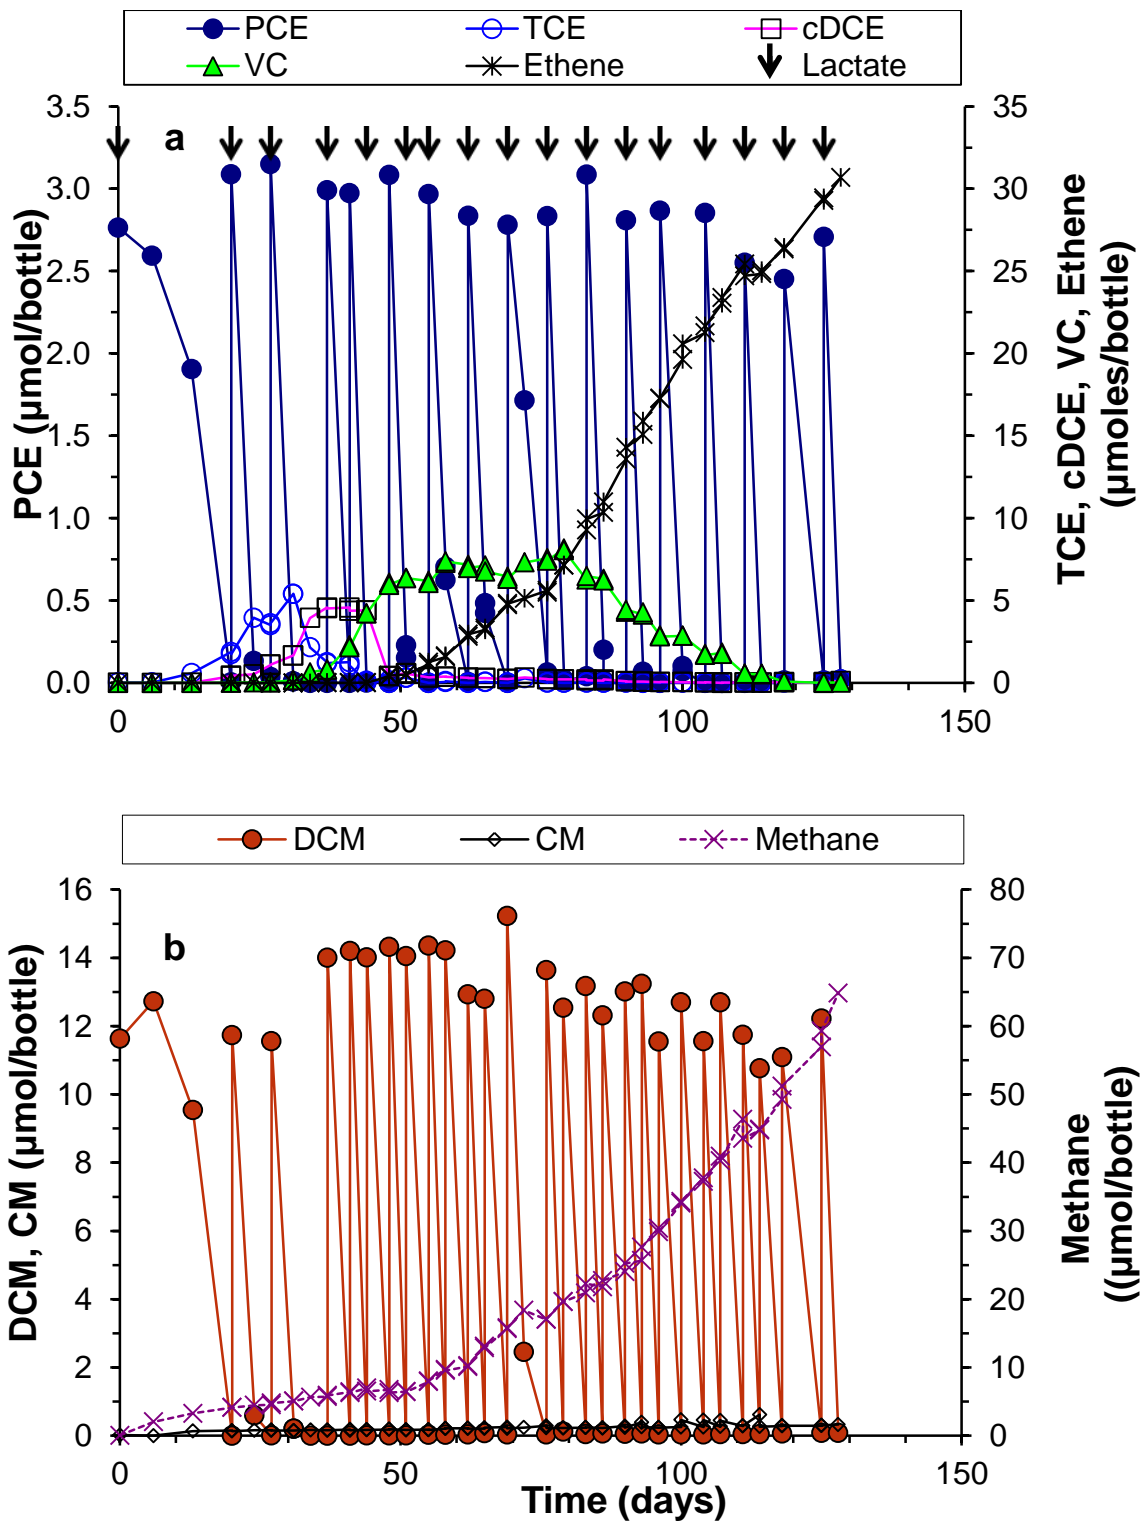 PCE TCE cDCE
VC Ethene Lactate
a
3.5
3.0
2.5
2.0
1.5
1.0
0.5
0.0
PCE (µmol/bottle)
35
30
25
20
15
10
5
0
TCE, cDCE, VC, Ethene
(µmoles/bottle)
0 50 100 150
DCM CM Methane
b
16
14
12
10
8
6
4
2
0
DCM, CM (µmol/bottle)
80
70
60
50
40
30
20
10
0
Methane
((µmol/bottle)
0 50 100 150
Time (days)